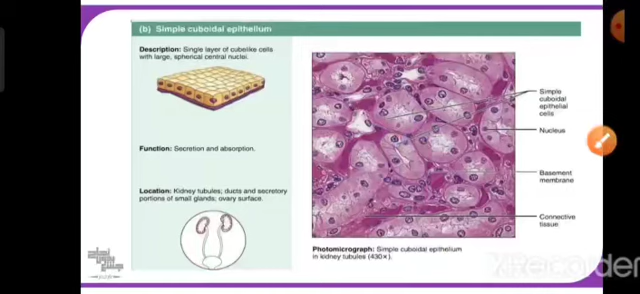 (b) Simple cuboidal epithelium
Description: Single layer of cubelike cells
with large, spherical central nuclei.
Function: Secretion and absorption.
Location: Kidney tubules; ducts and secretory
portions of small glands; ovary surface.
Simple
cuboidal
epithelial
cells
Nucleus
Basement
membrane
Connective
tissue
Photomicrograph: Simple cuboidal epithelium
in kidney tubules (430×).
Recorder